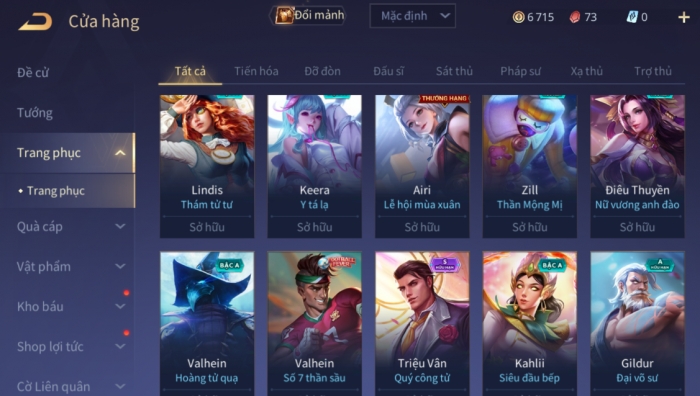 Cửa hàng
Đổi mảnh
Mặc định
6 715
73
0
Đề cử
Tướng
Trang phục
Trang phục
Quà cáp
Vật phẩm
Kho báu
Shop lợi tức
Cờ Liên quân
Tất cả
Tiến hóa
Đỡ đòn
Đấu sĩ
Sát thủ
Pháp sư
Xạ thủ
Trợ thủ
Lindis
Thám tử tư
Sở hữu
Keera
Y tá lạ
Sở hữu
THƯỢNG HẠNG
Airi
Lễ hội mùa xuân
Sở hữu
Zill
Thần Mộng Mị
Sở hữu
Điêu Thuyền
Nữ vương anh đào
Sở hữu
BẬC A
Valhein
Hoàng tử quạ
Valhein
Số 7 thần sầu
S
HỮU HẠN
Triệu Vân
Quý công tử
BẬC A
Kahlii
Siêu đầu bếp
A
HỮU HẠN
Gildur
Đại võ sư